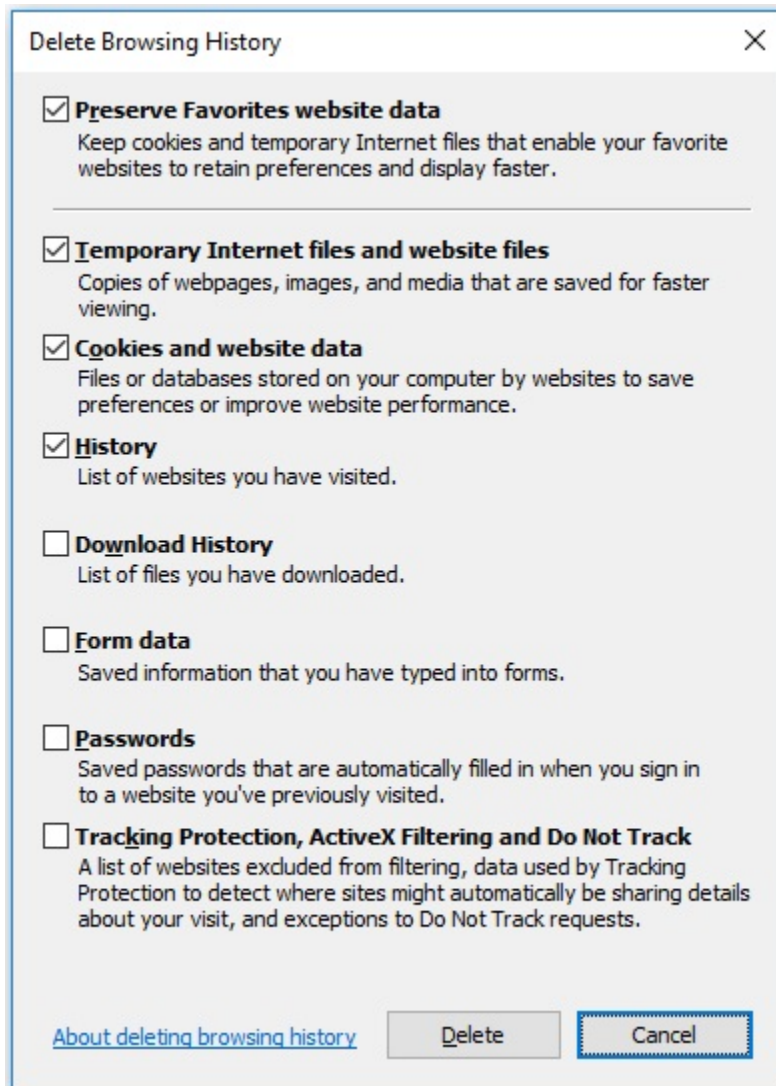 Delete Browsing History
Preserve Favorites website data
Keep cookies and temporary Internet files that enable your favorite
websites to retain preferences and display faster.
Temporary Internet files and website files
Copies of webpages, images, and media that are saved for faster
viewing.
Cookies and website data
Files or databases stored on your computer by websites to save
preferences or improve website performance.
History
List of websites you have visited.
Download History
List of files you have downloaded.
Form data
Saved information that you have typed into forms.
Passwords
Saved passwords that are automatically filled in when you sign in
to a website you've previously visited.
Tracking Protection, ActiveX Filtering and Do Not Track
A list of websites excluded from filtering, data used by Tracking
Protection to detect where sites might automatically be sharing details
about your visit, and exceptions to Do Not Track requests.
About deleting browsing history
Delete
Cancel